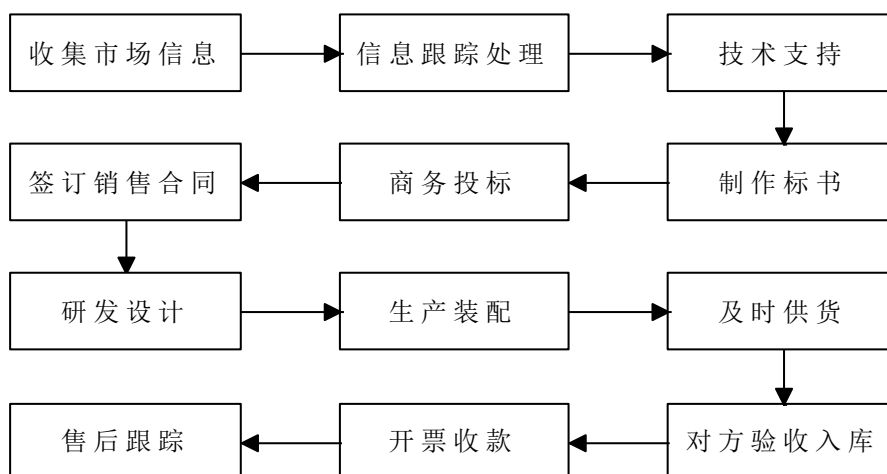 收集市场信息
信息跟踪处理
技术支持
签订销售合同
商务投标
制作标书
研发设计
生产装配
及时供货
售后跟踪
开票收款
对方验收入库